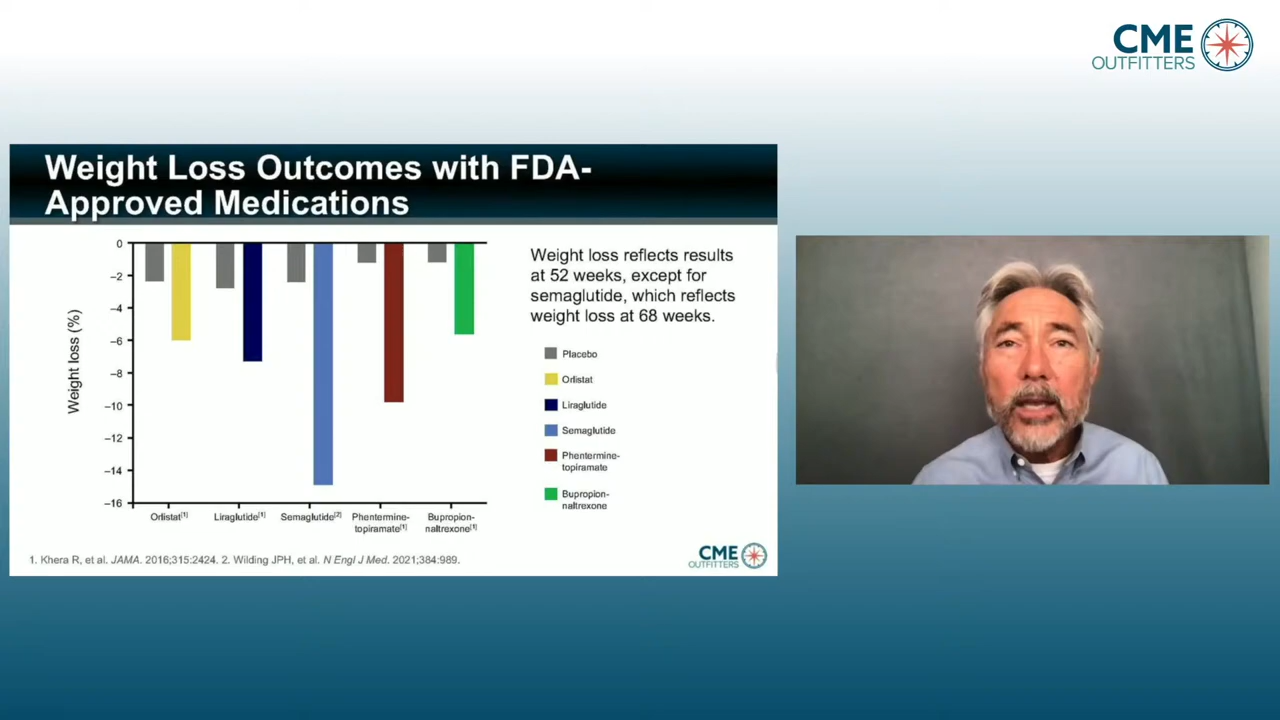 CME
OUTFITTERS
Weight Loss Outcomes with FDA-
Approved Medications
Weight loss (%)
0
–2
–4
–6
–8
–10
–12
–14
–16
Orlistat[1]
Liraglutide[1]
Semaglutide[2]
Phentermine-
topiramate[1]
Bupropion-
naltrexone[1]
Weight loss reflects results
at 52 weeks, except for
semaglutide, which reflects
weight loss at 68 weeks.
Placebo
Orlistat
Liraglutide
Semaglutide
Phentermine-
topiramate
Bupropion-
naltrexone
1. Khera R, et al. JAMA. 2016;315:2424. 2. Wilding JPH, et al. N Engl J Med. 2021;384:989.
CME
OUTFITTERS